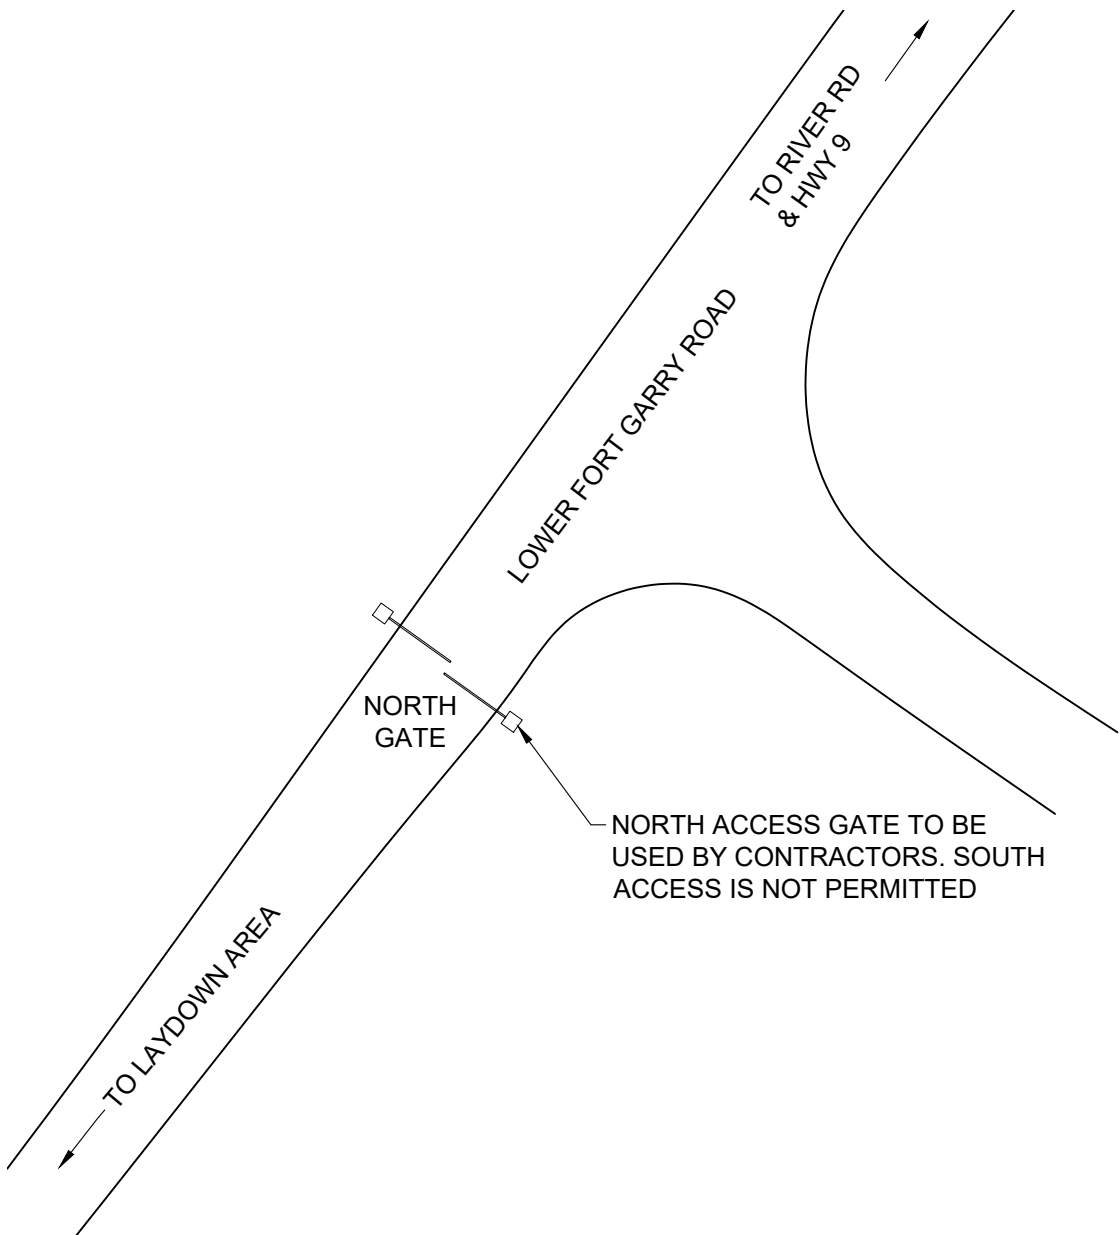 TO RIVER RD
& HWY 9
LOWER FORT GARRY ROAD
NORTH
GATE
NORTH ACCESS GATE TO BE
USED BY CONTRACTORS. SOUTH
ACCESS IS NOT PERMITTED
TO LAYDOWN AREA